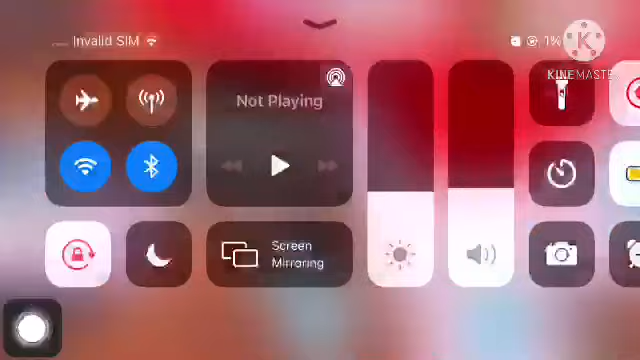 Invalid SIM
1%
KINEMASTER
Not Playing
Screen
Mirroring